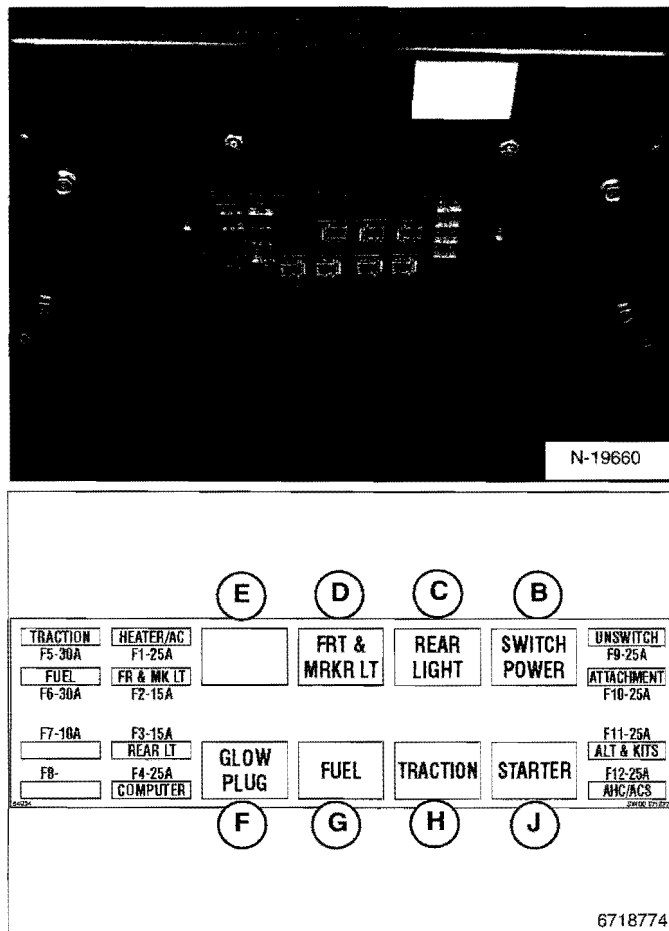 N-19660
E
D
C
B
TRACTION
F5-30A
FUEL
F6-30A
F7-10A
F8-
HEATER/AC
F1-25A
FR & MK LT
F2-15A
F3-15A
REAR LT
F4-25A
COMPUTER
FRT &
MRKR LT
REAR
LIGHT
SWITCH
POWER
GLOW
PLUG
FUEL
TRACTION
STARTER
UNSWITCH
F9-25A
ATTACHMENT
F10-25A
F11-25A
ALT & KITS
F12-25A
AHC/ACS
F
G
H
J
6718774